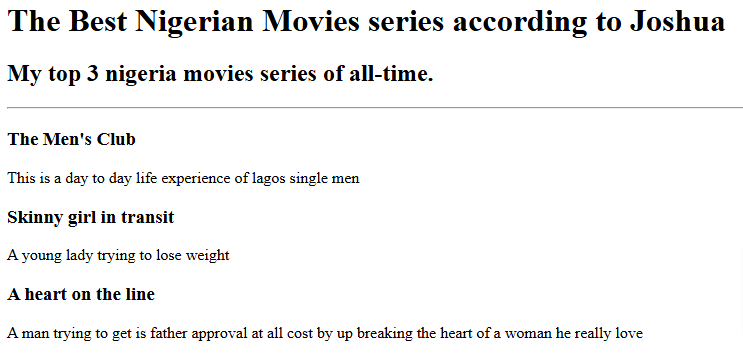 The Best Nigerian Movies series according to Joshua
My top 3 nigeria movies series of all-time.
The Men's Club
This is a day to day life experience of lagos single men
Skinny girl in transit
A young lady trying to lose weight
A heart on the line
A man trying to get is father approval at all cost by up breaking the heart of a woman he really love